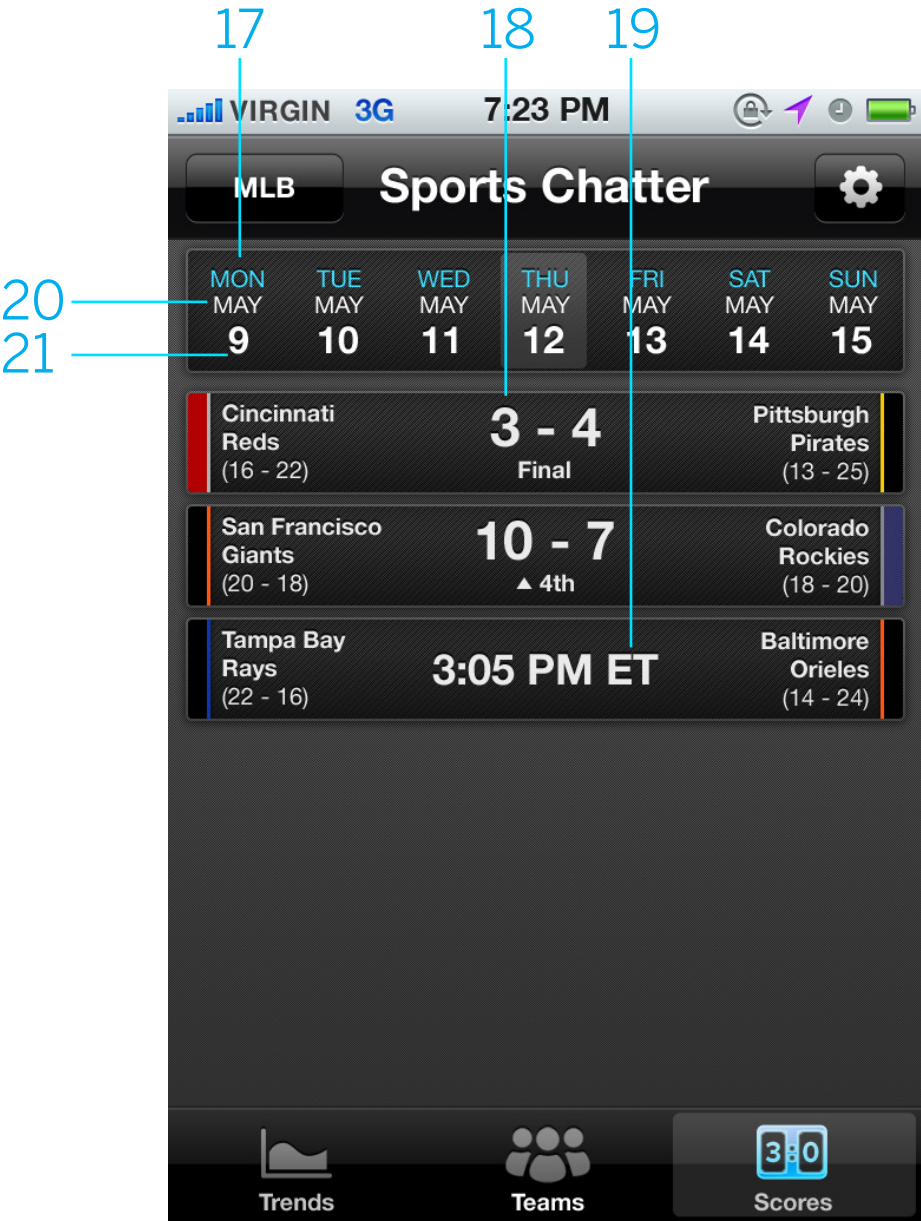 17 18 19
VIRGIN 3G 7:23 PM
MLB Sports Chatter
MON TUE WED THU FRI SAT SUN
20 MAY MAY MAY MAY MAY MAY MAY
21 9 10 11 12 13 14 15
Cincinnati
Reds
(16 - 22)
3 - 4
Final
Pittsburgh
Pirates
(13 - 25)
San Francisco
Giants
(20 - 18)
10 - 7
▲ 4th
Colorado
Rockies
(18 - 20)
Tampa Bay
Rays
(22 - 16)
3:05 PM ET
Baltimore
Orieles
(14 - 24)
3:0
Trends Teams Scores